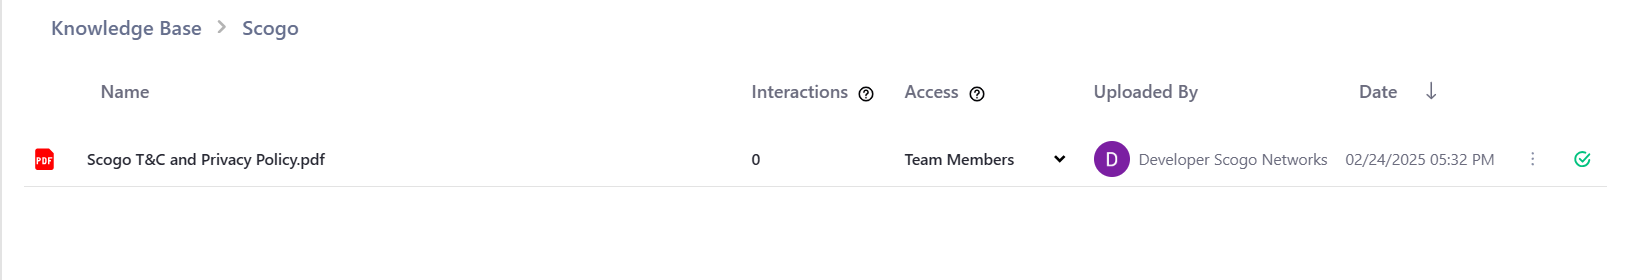 Knowledge Base > Scogo
Name Interactions ? Access ? Uploaded By Date ↓
PDF Scogo T&C and Privacy Policy.pdf 0 Team Members D Developer Scogo Networks 02/24/2025 05:32 PM